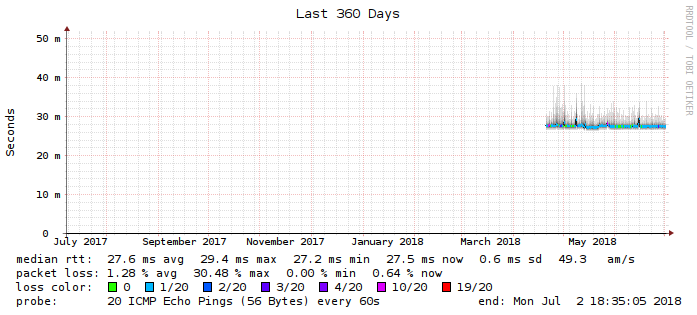 Last 360 Days
RRDTOOL / TOBI OETIKER
Seconds
50 m
40 m
30 m
20 m
10 m
0
July 2017 September 2017 November 2017 January 2018 March 2018 May 2018
median rtt: 27.6 ms avg 29.4 ms max 27.2 ms min 27.5 ms now 0.6 ms sd 49.3 am/s
packet loss: 1.28 % avg 30.48 % max 0.00 % min 0.64 % now
loss color: 0 1/20 2/20 3/20 4/20 10/20 19/20
probe: 20 ICMP Echo Pings (56 Bytes) every 60s end: Mon Jul 2 18:35:05 2018